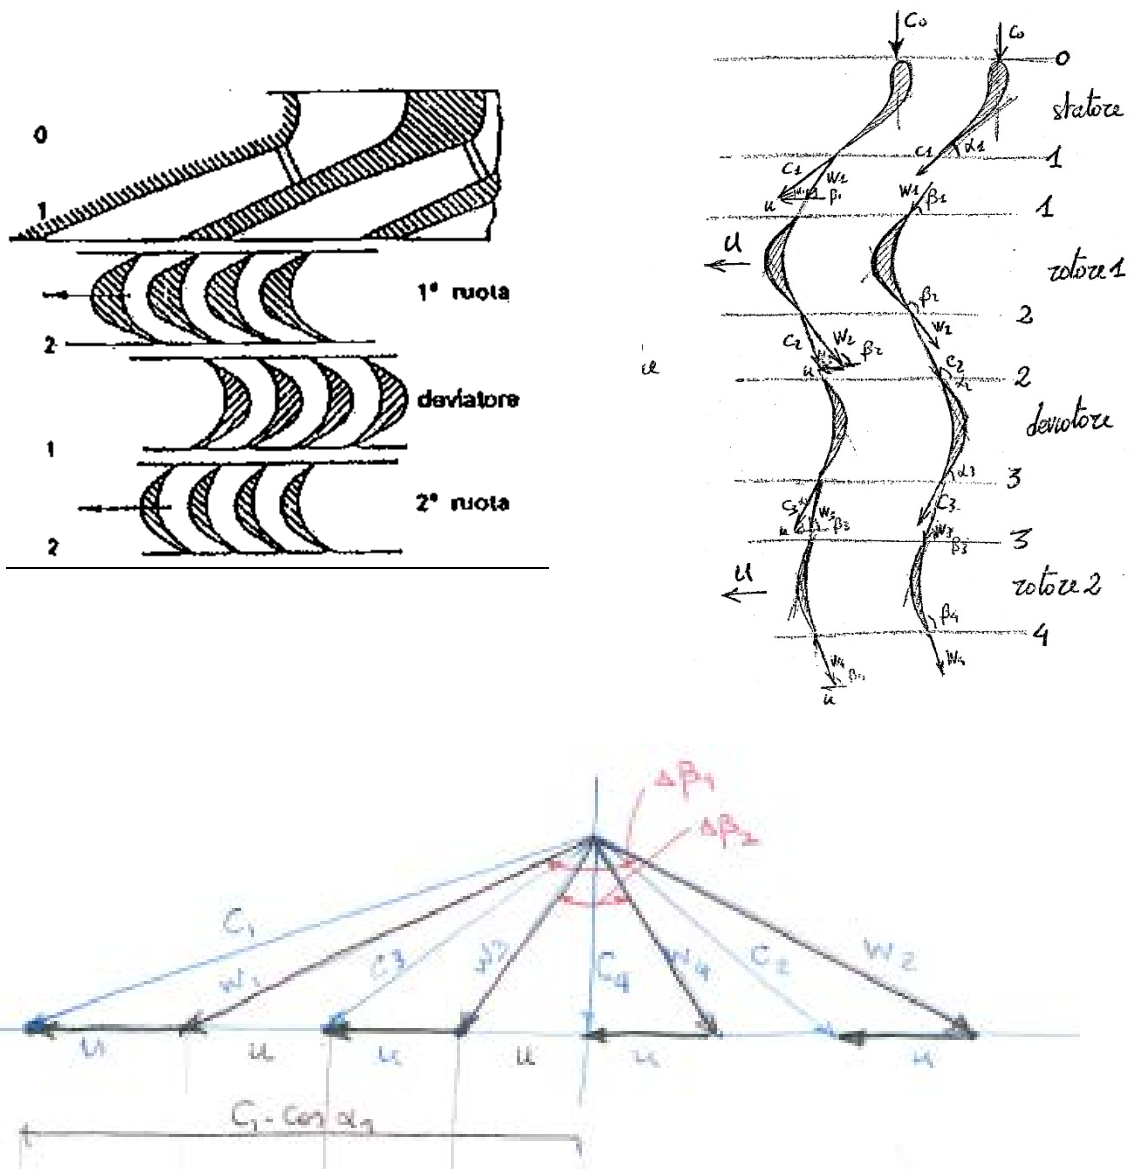 0
1
1ª ruota
2
deviatore
1
2ª ruota
2
C0 C0
0
statore
C1 α1
1
C1 W1
u β1
W1 β1
1
u
rotore 1
β2
2
C2 W2 β2
W2
u
C2
α2
2
deviatore
α3
3
C3 W3
u β3
C3
W3
β3
3
u
rotore 2
β4
4
W4 β4
W4
u
Δβ1
Δβ2
C1
W1
C3
W3
C4
W4
C2
W2
u u u u u u
C1 - cos α1